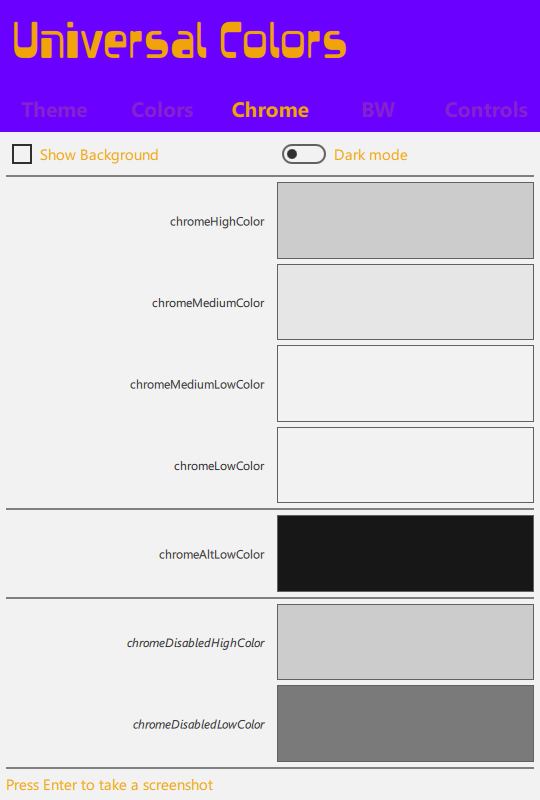 Universal Colors
Theme Colors Chrome BW Controls
Show Background Dark mode
chromeHighColor
chromeMediumColor
chromeMediumLowColor
chromeLowColor
chromeAltLowColor
chromeDisabledHighColor
chromeDisabledLowColor
Press Enter to take a screenshot